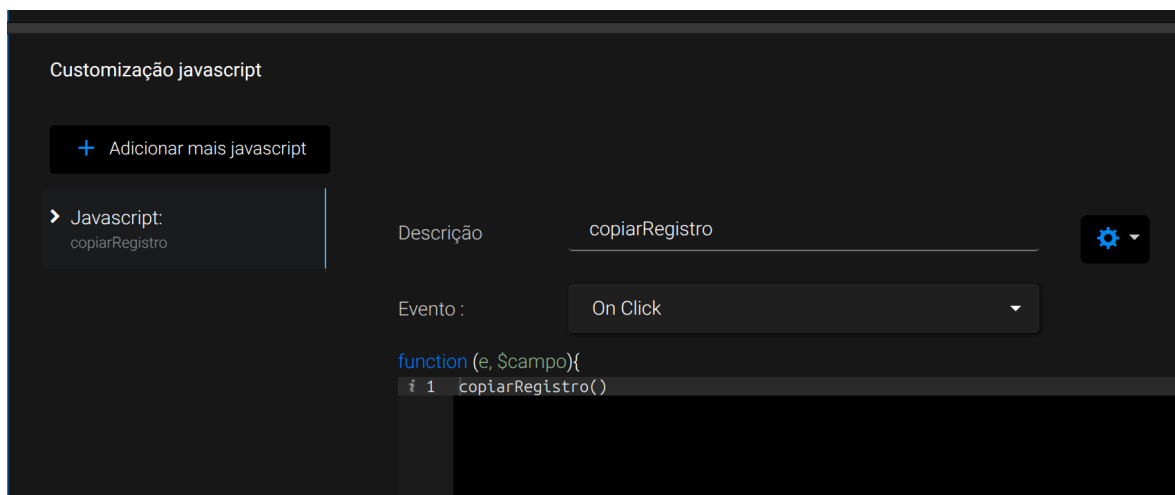 Customização javascript
+ Adicionar mais javascript
Javascript:
copiarRegistro
Descrição
copiarRegistro
Evento :
On Click
function (e, $campo){
i 1 copiarRegistro()